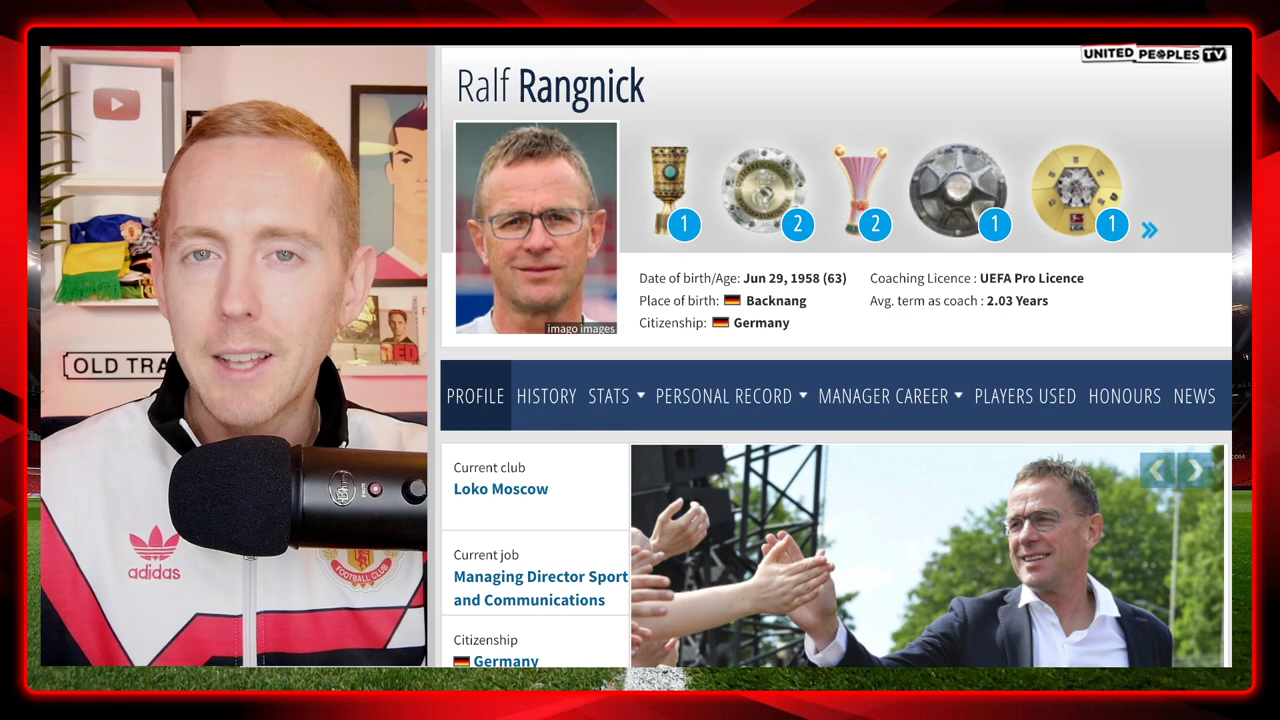 UNITED PEOPLES TV
Ralf Rangnick
1
2
2
1
1
imago images
Date of birth/Age: Jun 29, 1958 (63)
Place of birth: Backnang
Citizenship: Germany
Coaching Licence : UEFA Pro Licence
Avg. term as coach : 2.03 Years
PROFILE HISTORY STATS PERSONAL RECORD MANAGER CAREER PLAYERS USED HONOURS NEWS
Current club
Loko Moscow
Current job
Managing Director Sport
and Communications
Citizenship
Germany
OLD TRA
RED
adidas
FOOTBALL CLUB